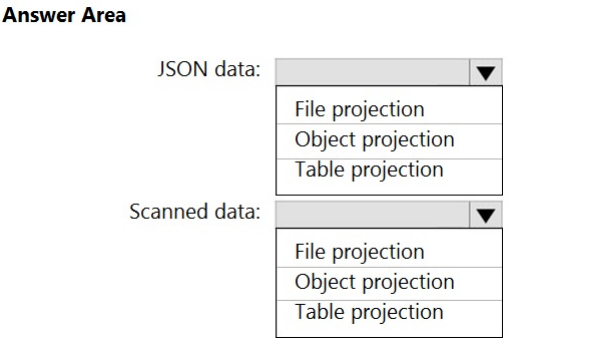 Answer Area
JSON data:
File projection
Object projection
Table projection
Scanned data:
File projection
Object projection
Table projection